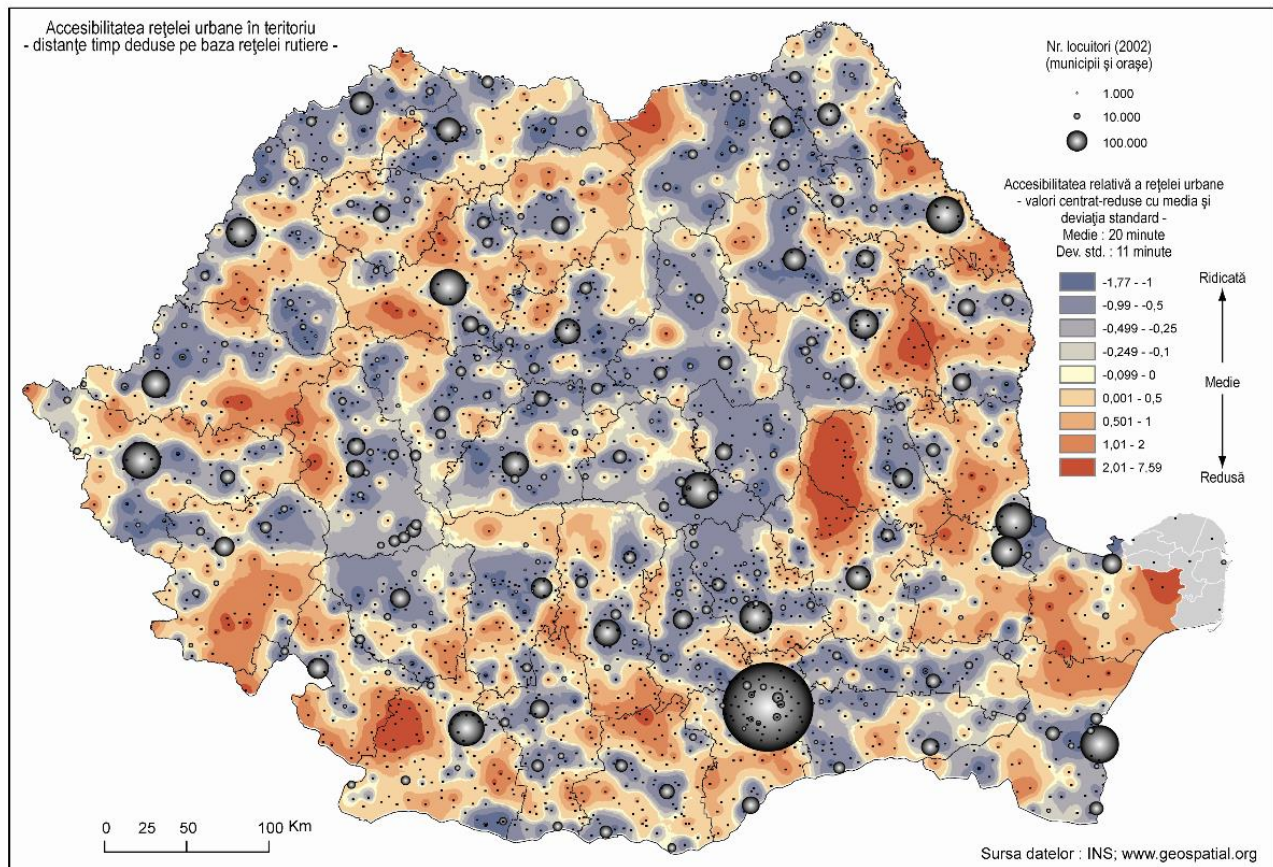 Accesibilitatea reţelei urbane în teritoriu
- distanţe timp deduse pe baza reţelei rutiere -
Nr. locuitori (2002)
(municipii şi oraşe)
1.000
10.000
100.000
Accesibilitatea relativă a reţelei urbane
- valori centrat-reduse cu media şi
deviaţia standard -
Medie : 20 minute
Dev. std. : 11 minute
-1,77 - -1
-0,99 - -0,5
-0,499 - -0,25
-0,249 - -0,1
-0,099 - 0
0,001 - 0,5
0,501 - 1
1,01 - 2
2,01 - 7.59
Ridicată
Medie
Redusă
0 25 50 100 Km
Sursa datelor : INS; www.geospatial.org